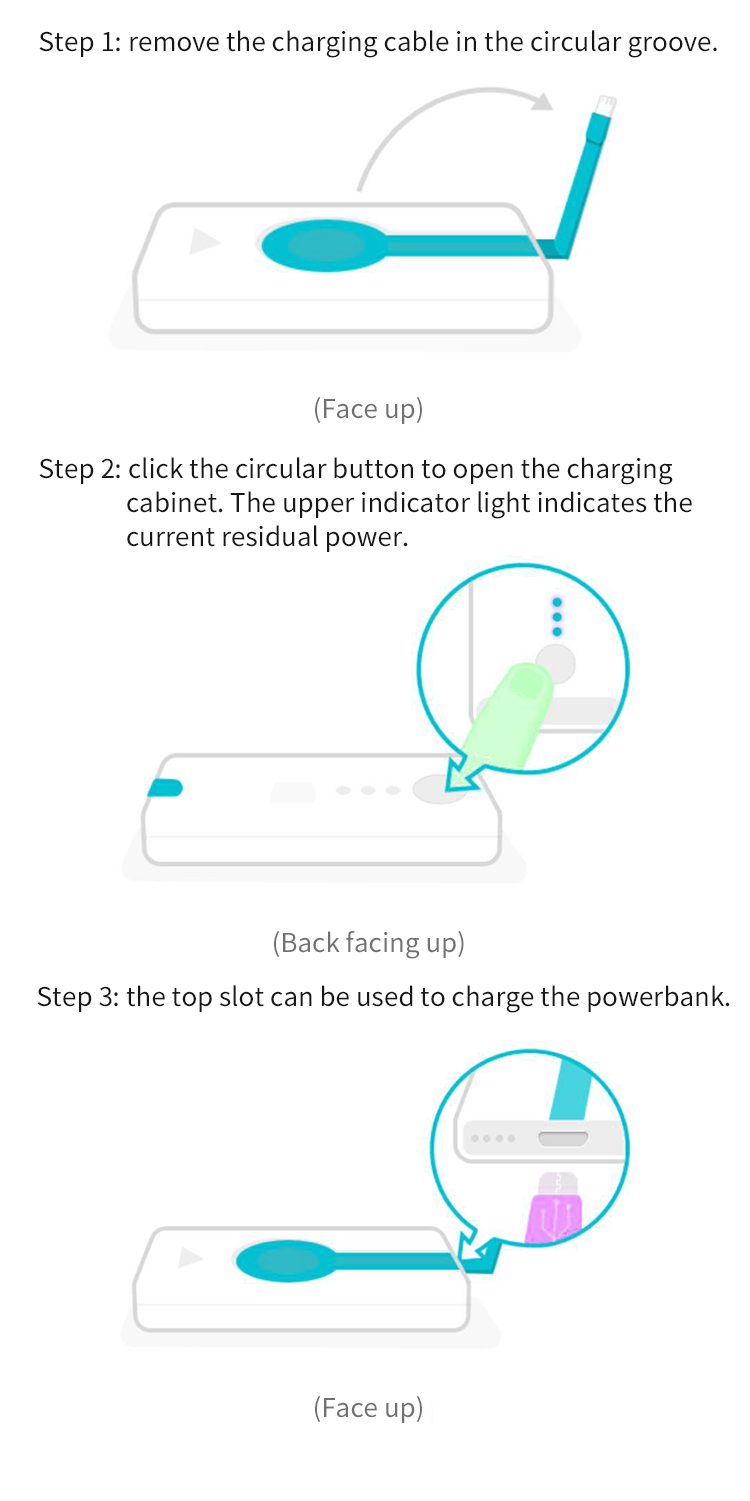 Step 1: remove the charging cable in the circular groove.
(Face up)
Step 2: click the circular button to open the charging
cabinet. The upper indicator light indicates the
current residual power.
(Back facing up)
Step 3: the top slot can be used to charge the powerbank.
(Face up)